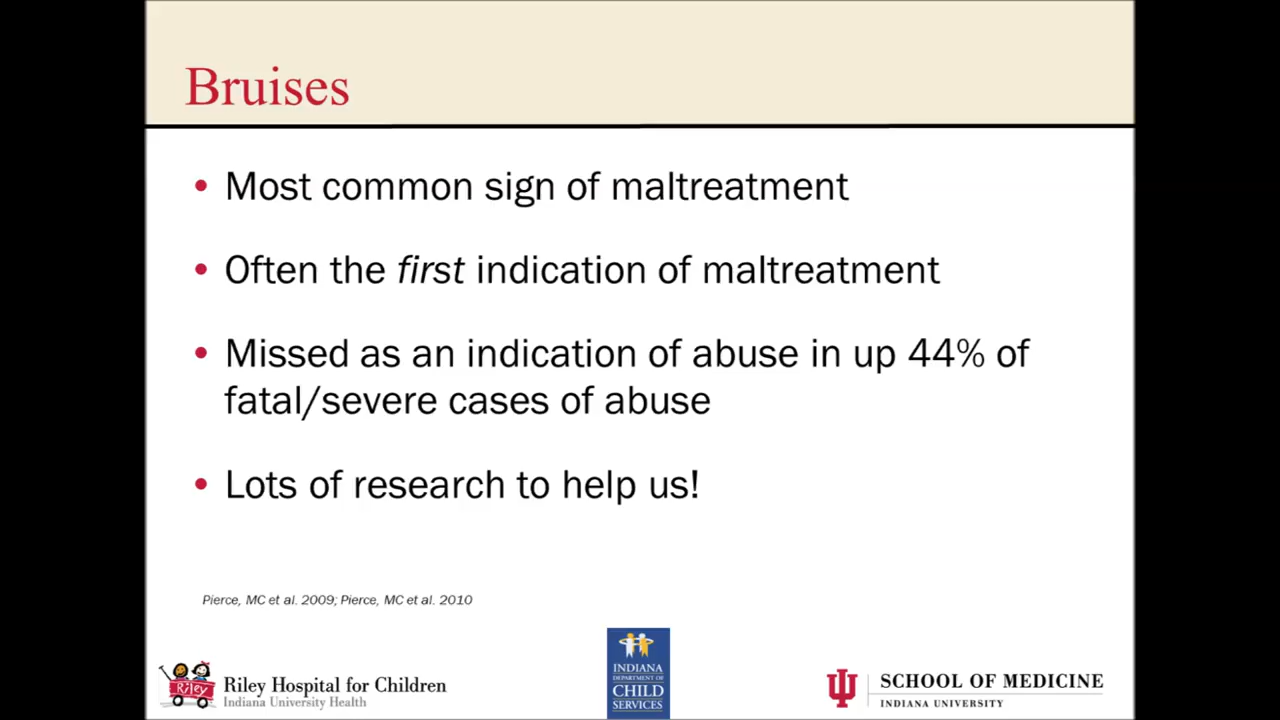 Bruises
• Most common sign of maltreatment
• Often the first indication of maltreatment
• Missed as an indication of abuse in up 44% of
fatal/severe cases of abuse
• Lots of research to help us!
Pierce, MC et al. 2009; Pierce, MC et al. 2010
Riley
Riley Hospital for Children
Indiana University Health
INDIANA
DEPARTMENT OF
CHILD
SERVICES
SCHOOL OF MEDICINE
INDIANA UNIVERSITY